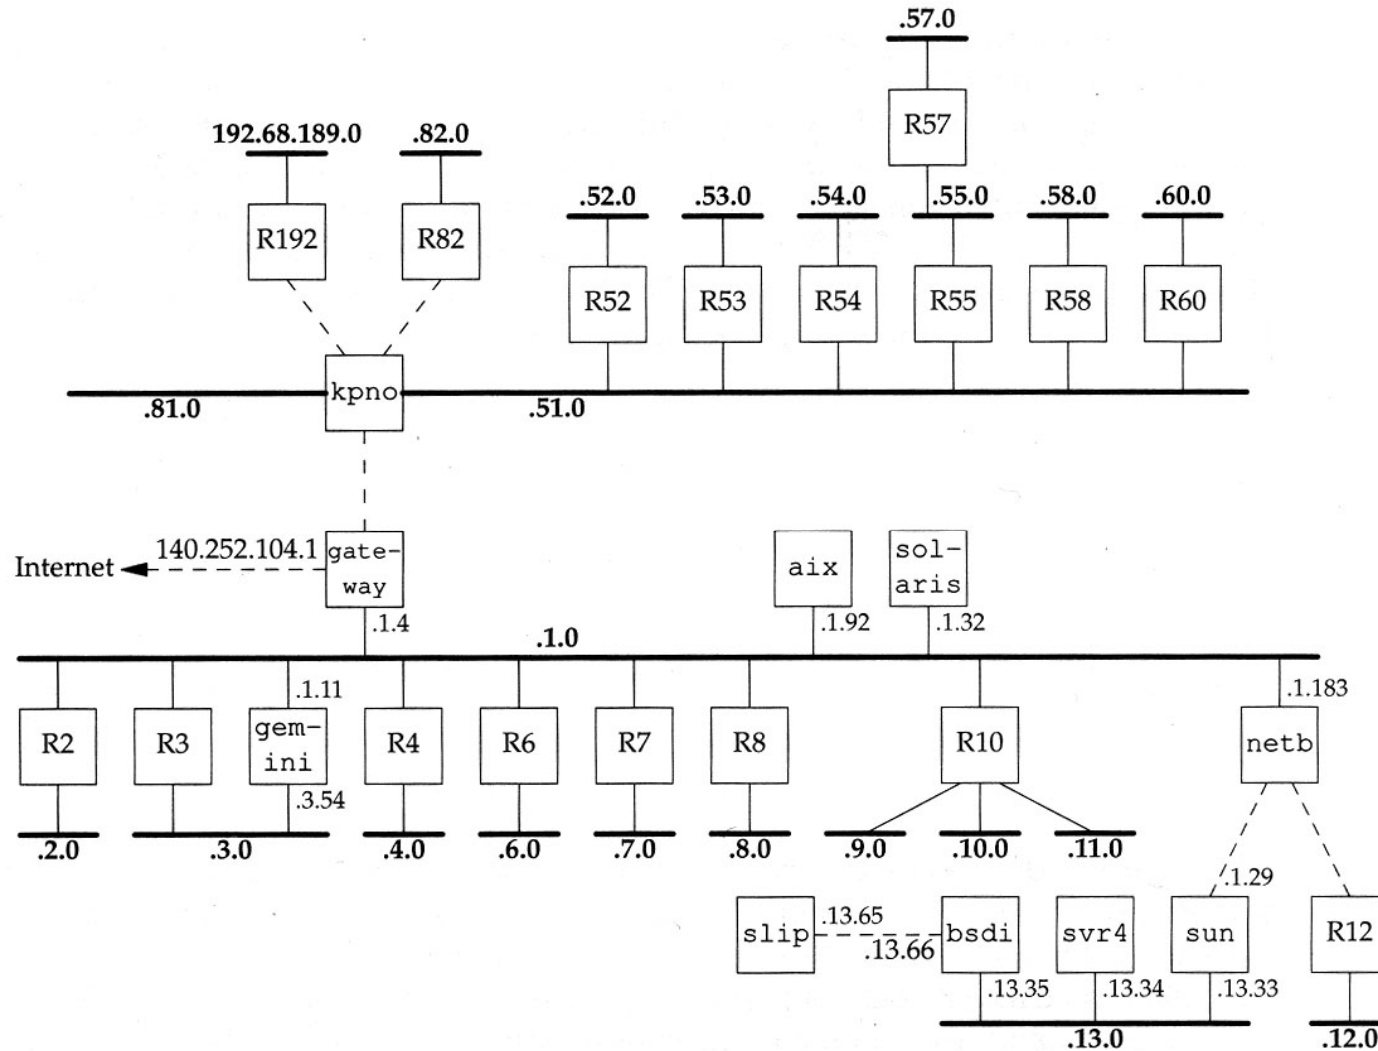 .57.0
R57
192.68.189.0
.82.0
R192
R82
.52.0
.53.0
.54.0
.55.0
.58.0
.60.0
R52
R53
R54
R55
R58
R60
kpno
.81.0
.51.0
Internet
140.252.104.1
gate-
way
.1.4
aix
.1.92
sol-
aris
.1.32
.1.0
R2
R3
.1.11
gem-
ini
.3.54
R4
R6
R7
R8
R10
.1.183
netb
.2.0
.3.0
.4.0
.6.0
.7.0
.8.0
.9.0
.10.0
.11.0
.1.29
slip
.13.65
.13.66
bsdi
svr4
sun
R12
.13.35
.13.34
.13.33
.13.0
.12.0